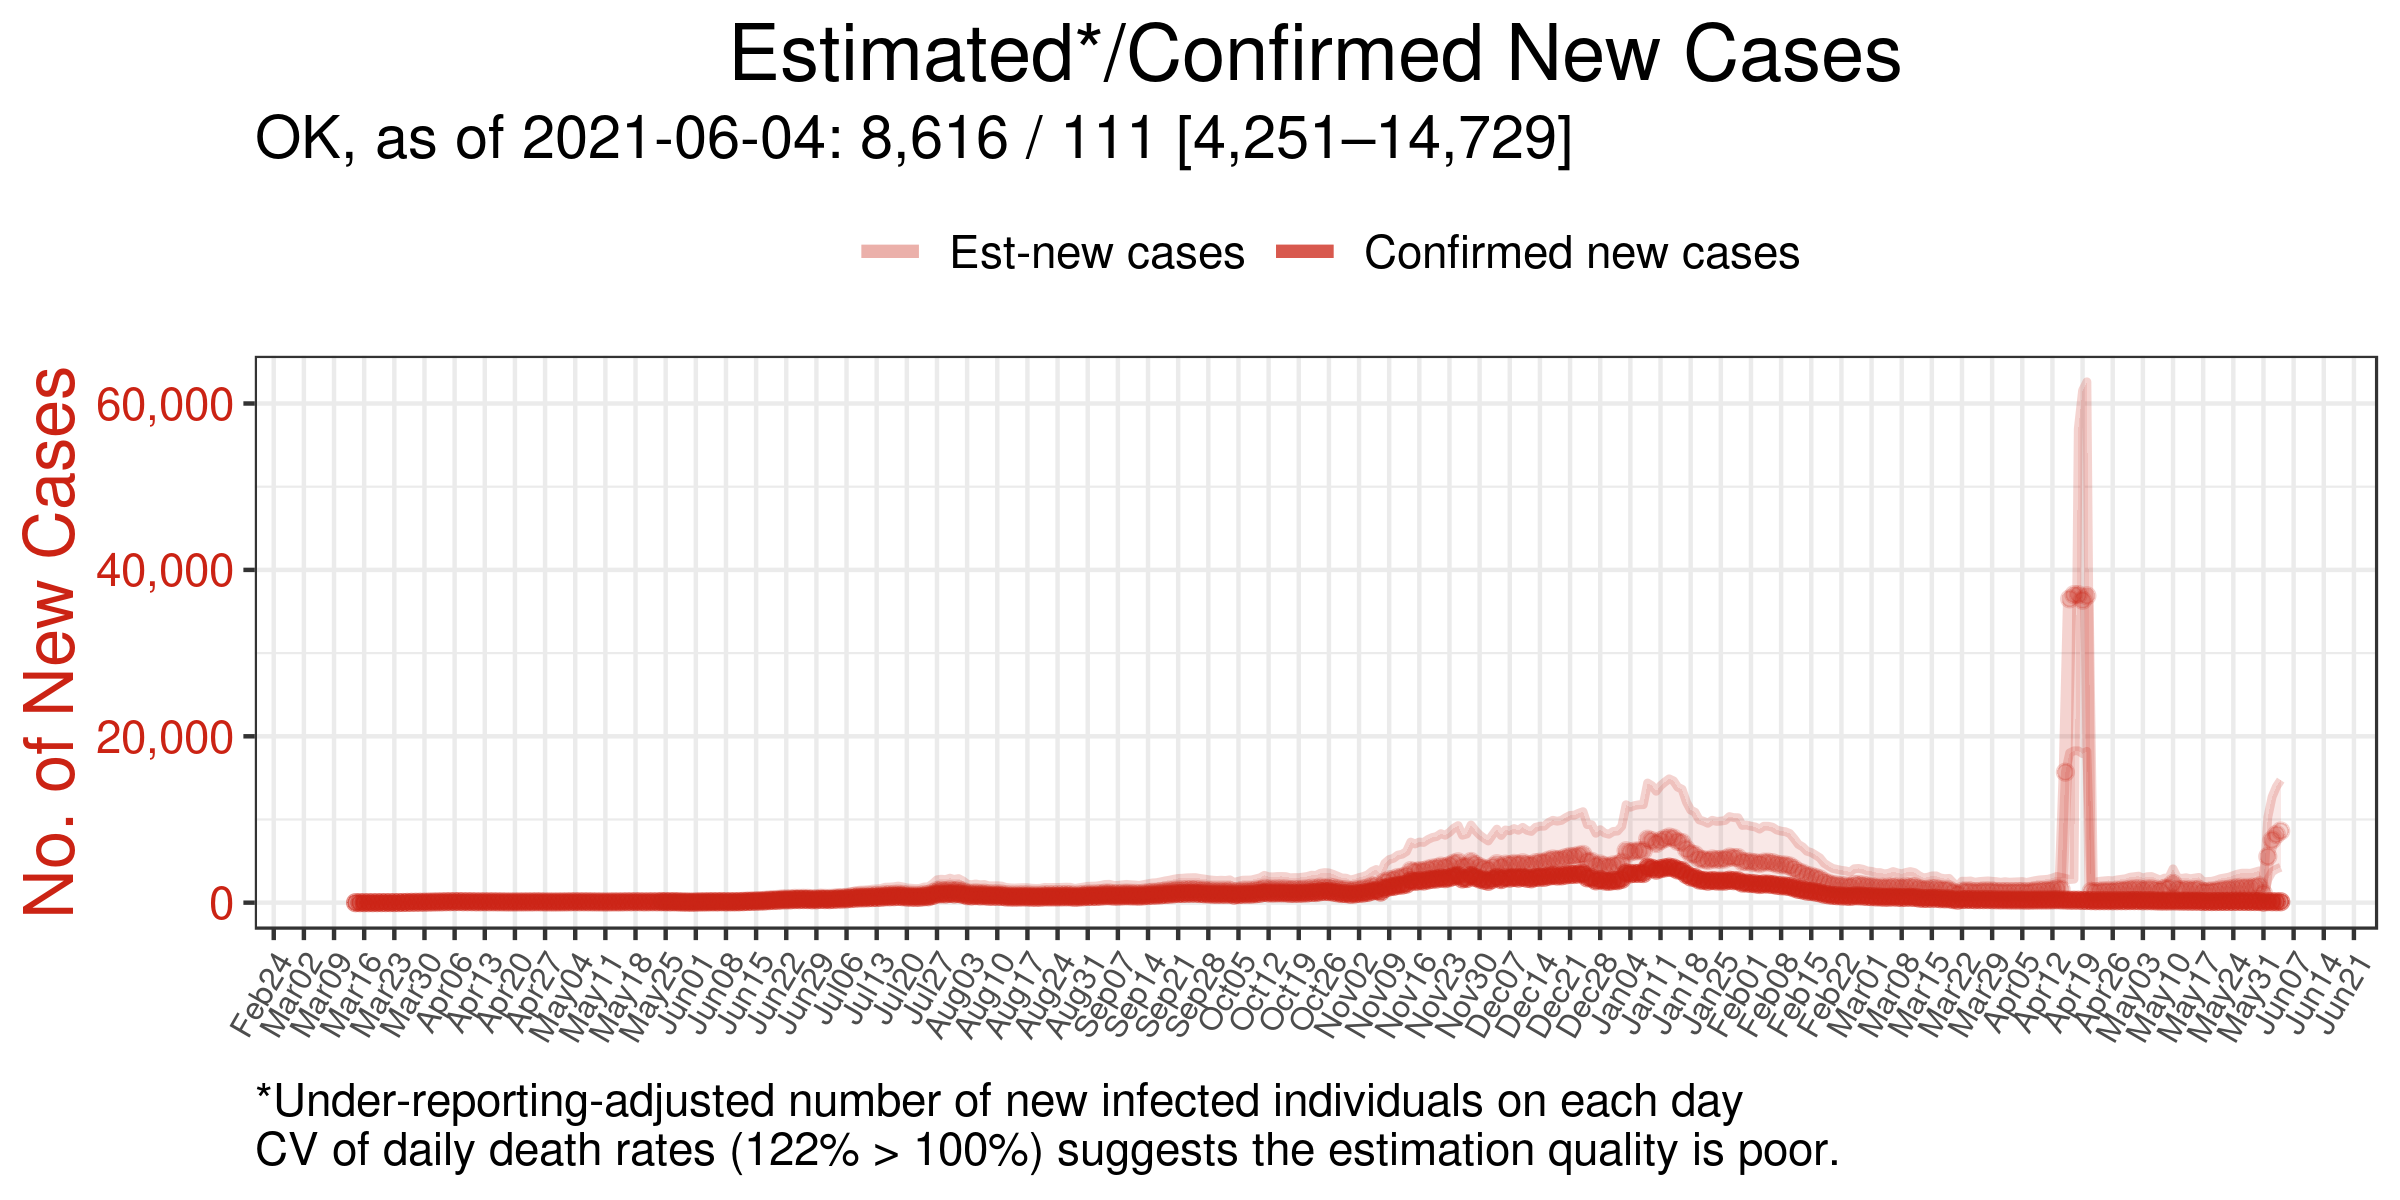 Estimated*/Confirmed New Cases
OK, as of 2021-06-04: 8,616 / 111 [4,251–14,729]
Est-new cases Confirmed new cases
No. of New Cases
60,000
40,000
20,000
0
Feb24 Mar02 Mar09 Mar16 Mar23 Mar30 Apr06 Apr13 Apr20 Apr27 May04 May11 May18 May25 Jun01 Jun08 Jun15 Jun22 Jun29 Jul06 Jul13 Jul20 Jul27 Aug03 Aug10 Aug17 Aug24 Aug31 Sep07 Sep14 Sep21 Sep28 Oct05 Oct12 Oct19 Oct26 Nov02 Nov09 Nov16 Nov23 Nov30 Dec07 Dec14 Dec21 Dec28 Jan04 Jan11 Jan18 Jan25 Feb01 Feb08 Feb15 Feb22 Mar01 Mar08 Mar15 Mar22 Mar29 Apr05 Apr12 Apr19 Apr26 May03 May10 May17 May24 May31 Jun07 Jun14 Jun21
*Under-reporting-adjusted number of new infected individuals on each day
CV of daily death rates (122% > 100%) suggests the estimation quality is poor.